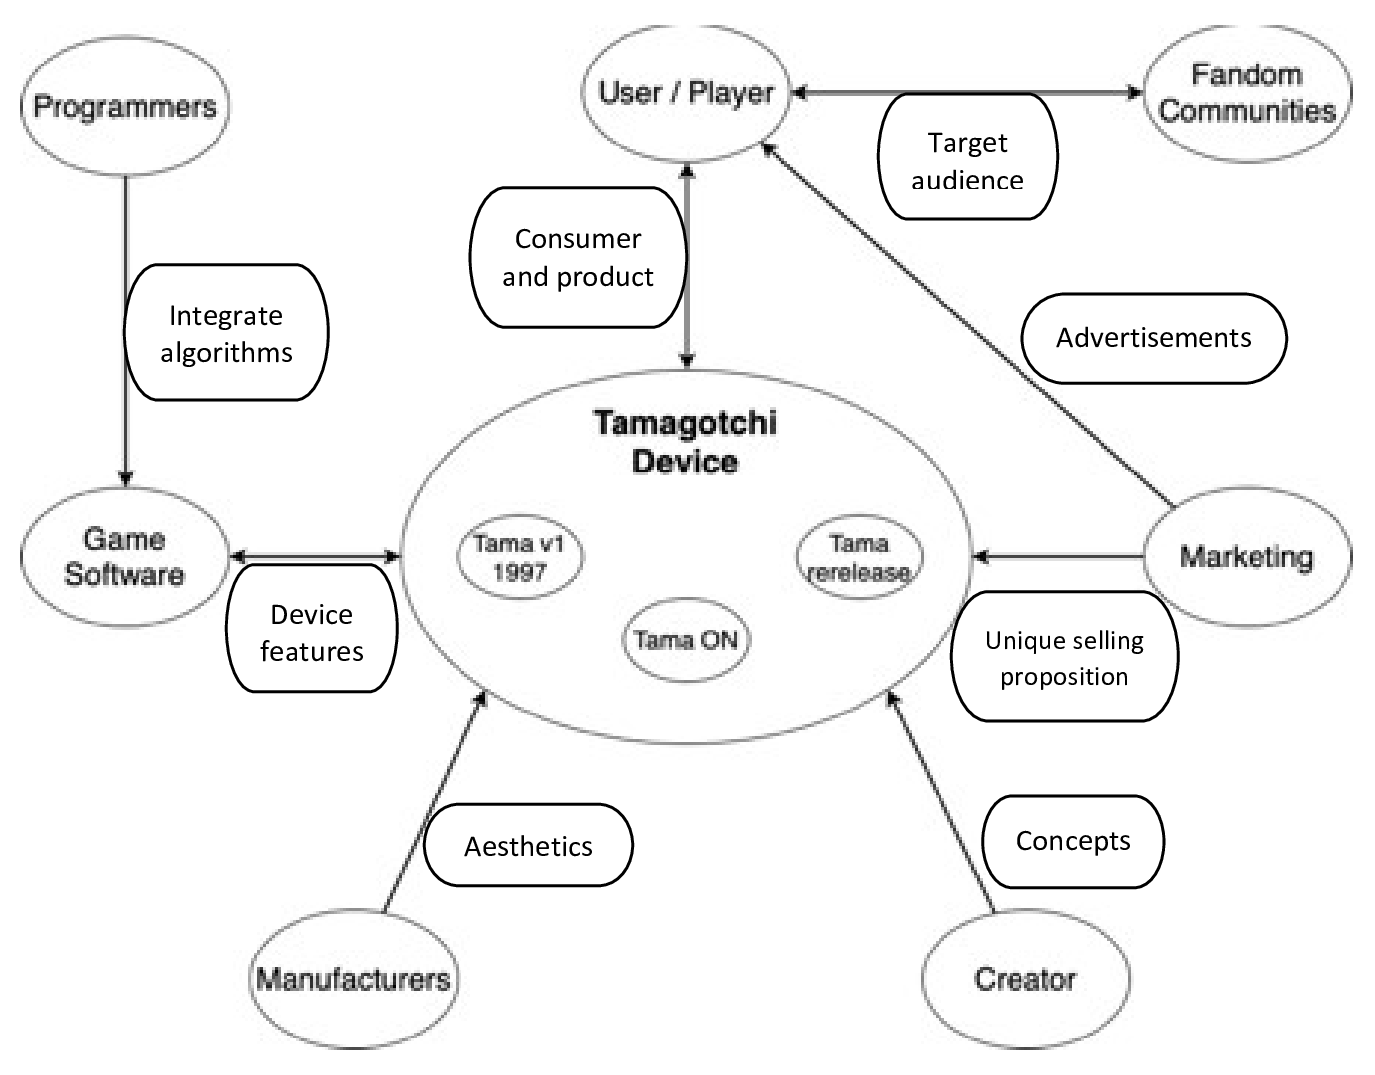 Programmers
User / Player
Fandom
Communities
Target
audience
Consumer
and product
Integrate
algorithms
Advertisements
Tamagotchi
Device
Game
Software
Tama v1
1997
Tama
rerelease
Tama ON
Marketing
Device
features
Unique selling
proposition
Aesthetics
Concepts
Manufacturers
Creator